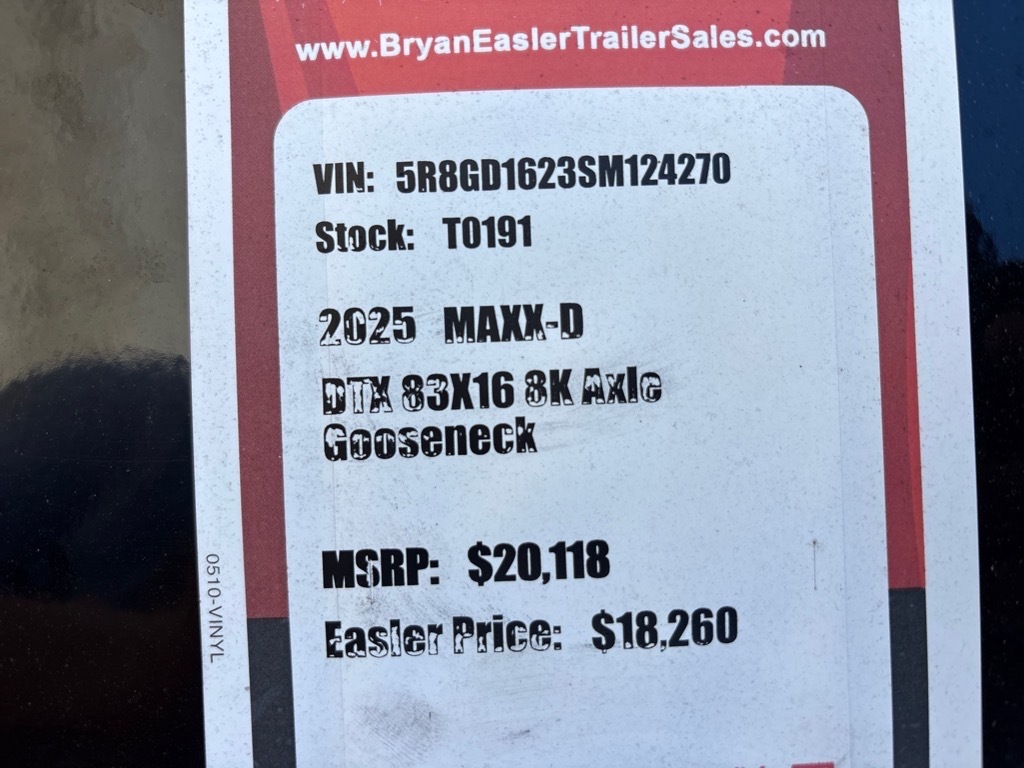 www.BryanEaslerTrailerSales.com
VIN: 5R8GD1623SM124270
Stock: T0191
2025 MAXX-D
DTX 83X16 8K Axle
Gooseneck
MSRP: $20,118
Easler Price: $18,260
0510-VINYL